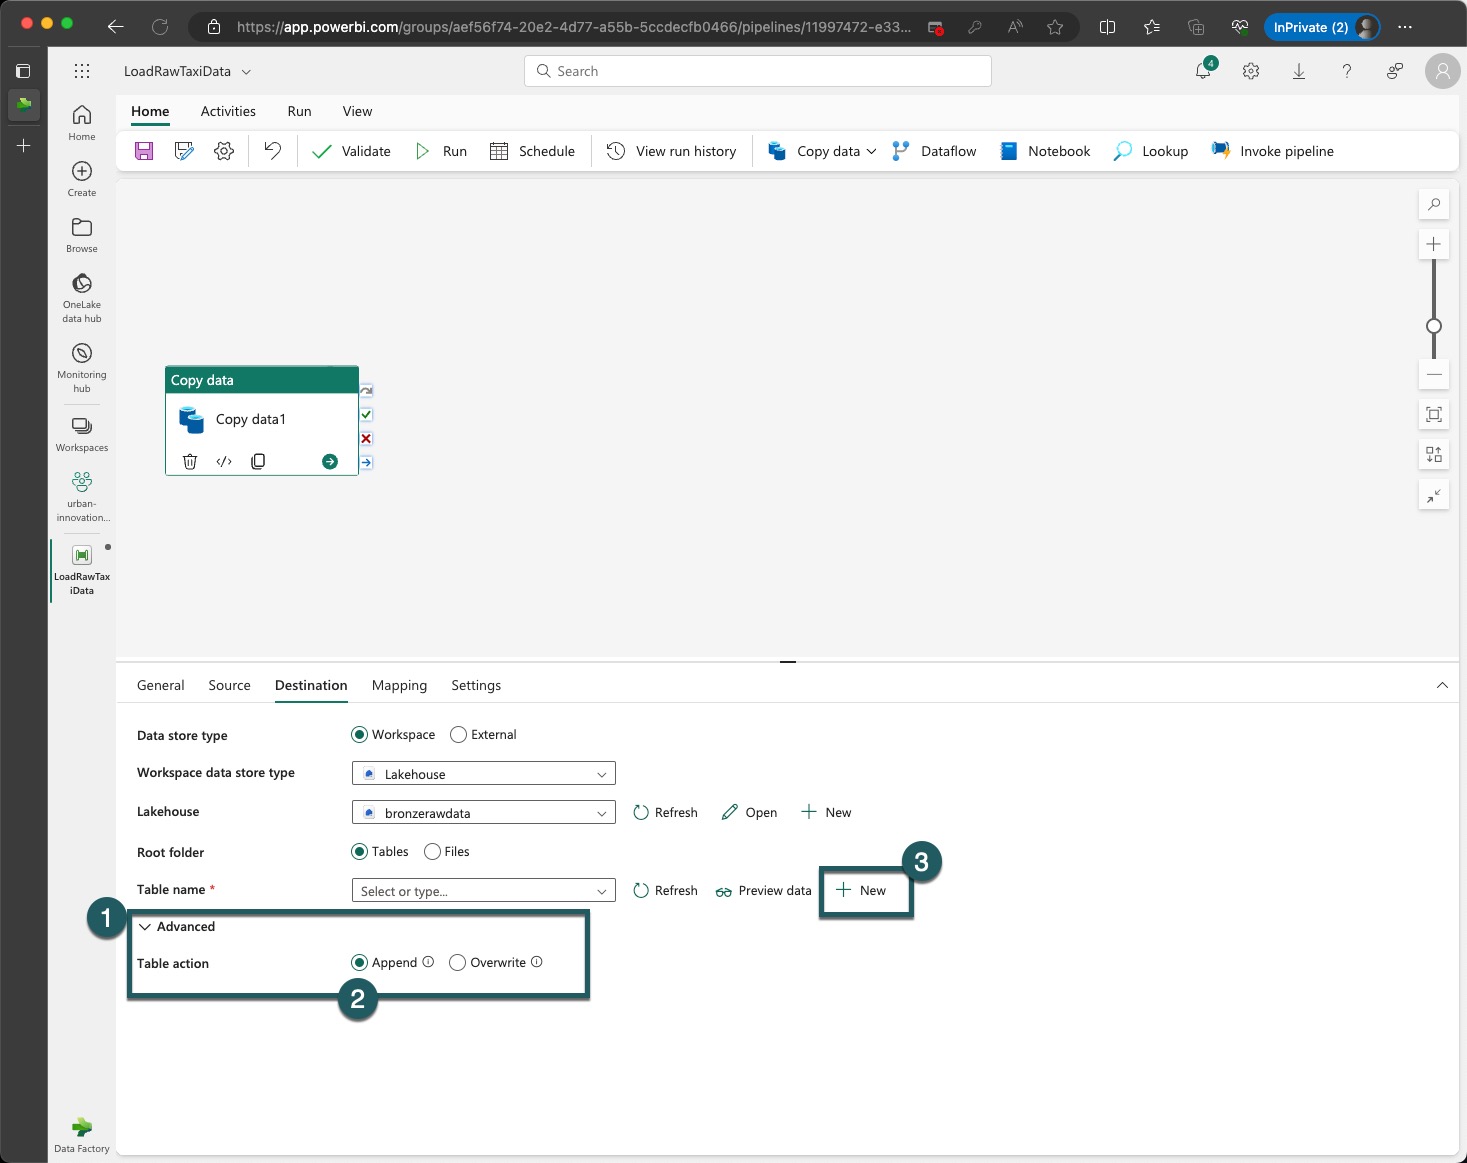 https://app.powerbi.com/groups/aef56f74-20e2-4d77-a55b-5ccdecfb0466/pipelines/11997472-e33...
InPrivate (2)
LoadRawTaxiData
Search
4
Home Activities Run View
Validate Run Schedule View run history Copy data Dataflow Notebook Lookup Invoke pipeline
Home
Create
Browse
OneLake
data hub
Monitoring
hub
Workspaces
urban-
innovation...
LoadRawTax
iData
Data Factory
Copy data
Copy data1
General Source Destination Mapping Settings
Data store type Workspace External
Workspace data store type Lakehouse
Lakehouse bronzerawdata Refresh Open New
Root folder Tables Files
3
Table name * Select or type... Refresh Preview data New
1
Advanced
Table action Append Overwrite
2